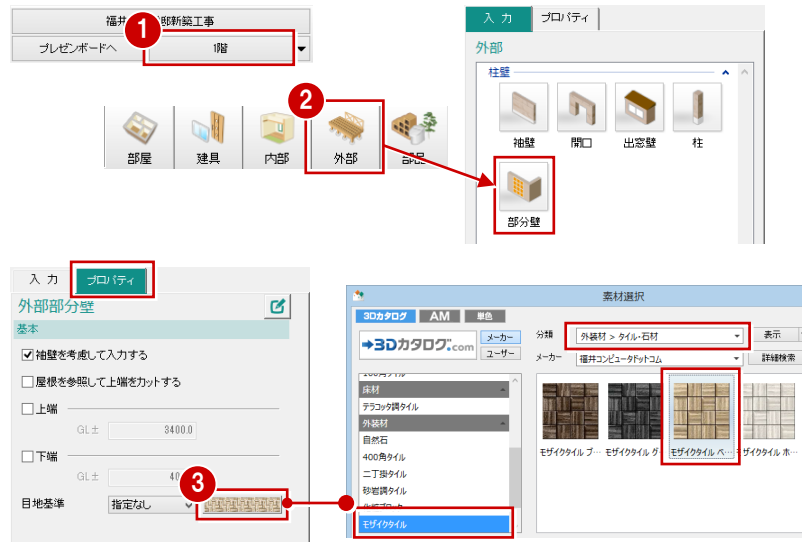 福井 邸新築工事
1
プレゼンボードへ 1階
2
部屋 建具 内部 外部 部品
入 力 プロパティ
外部
柱壁
袖壁 開口 出窓壁 柱
部分壁
入 力 プロパティ
外部部分壁
基本
袖壁を考慮して入力する
屋根を参照して上端をカットする
上端
GL± 3400.0
下端
GL± 40
3
目地基準 指定なし
素材選択
3Dカタログ AM 単色
3Dカタログ.com メーカー
ユーザー
分類 外装材 > タイル・石材 表示
メーカー 福井コンピュータドットコム 詳細検索
床材
テラコッタ調タイル
外装材
自然石
400角タイル
二丁掛タイル
砂岩調タイル
モザイクタイル
モザイクタイル ブ… モザイクタイル グ… モザイクタイル ベ… モザイクタイル ホ…